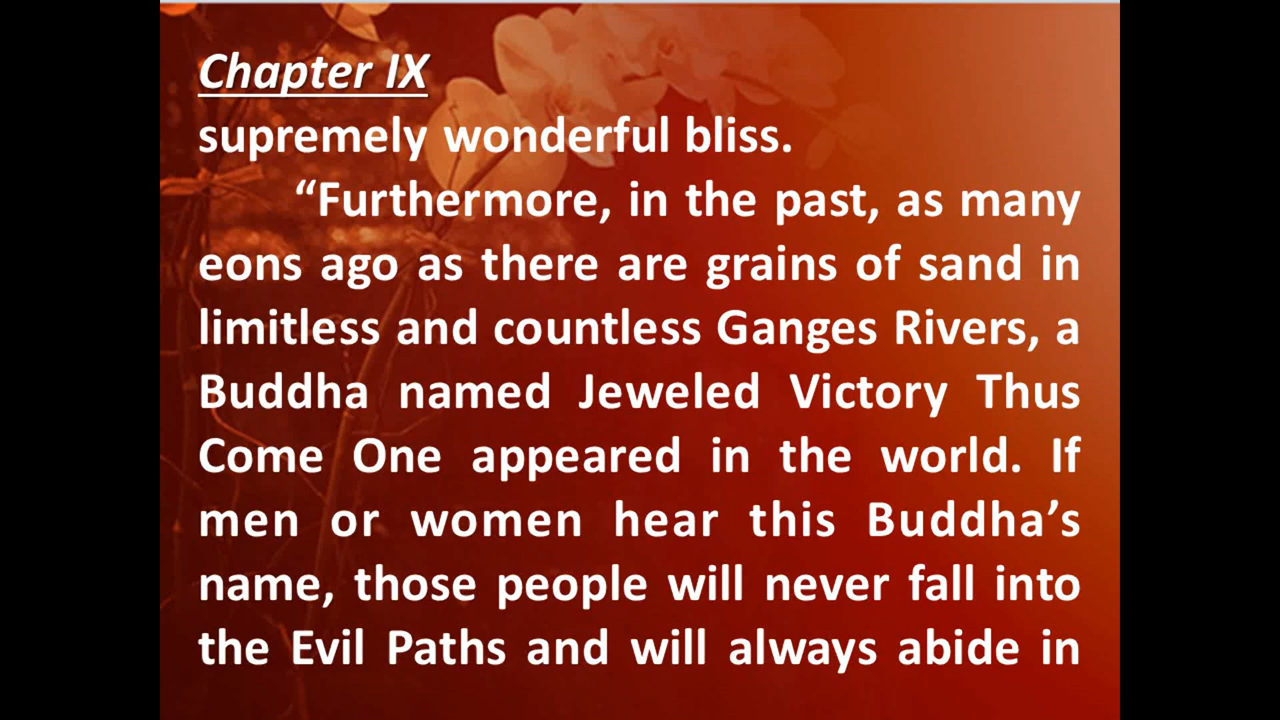 Chapter IX
supremely wonderful bliss.
“Furthermore, in the past, as many
eons ago as there are grains of sand in
limitless and countless Ganges Rivers, a
Buddha named Jeweled Victory Thus
Come One appeared in the world. If
men or women hear this Buddha’s
name, those people will never fall into
the Evil Paths and will always abide in